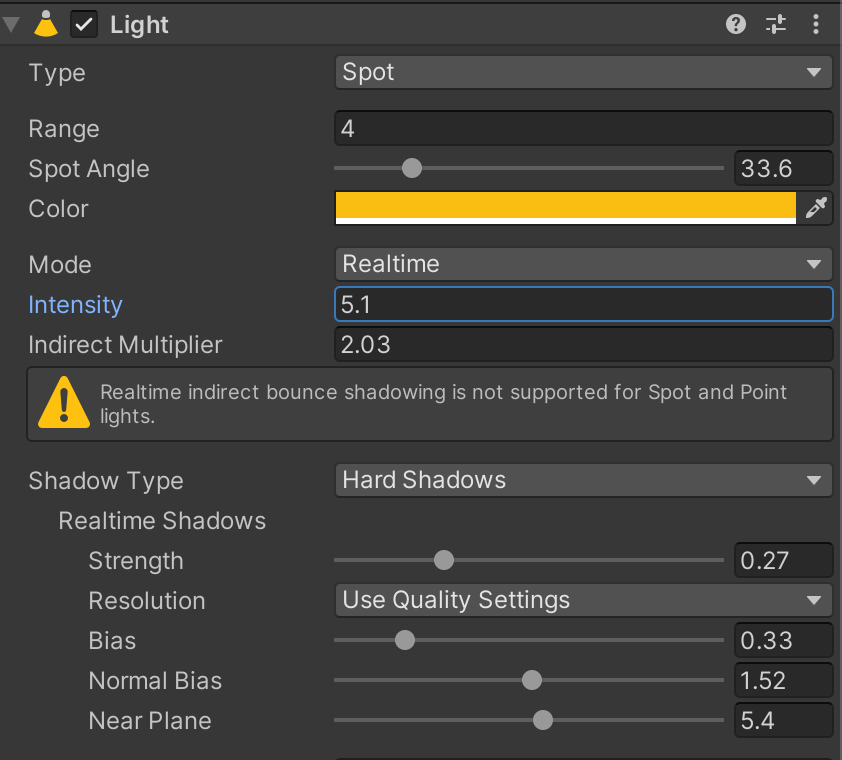 Light
Type Spot
Range 4
Spot Angle 33.6
Color
Mode Realtime
Intensity 5.1
Indirect Multiplier 2.03
Realtime indirect bounce shadowing is not supported for Spot and Point
lights.
Shadow Type Hard Shadows
Realtime Shadows
Strength 0.27
Resolution Use Quality Settings
Bias 0.33
Normal Bias 1.52
Near Plane 5.4